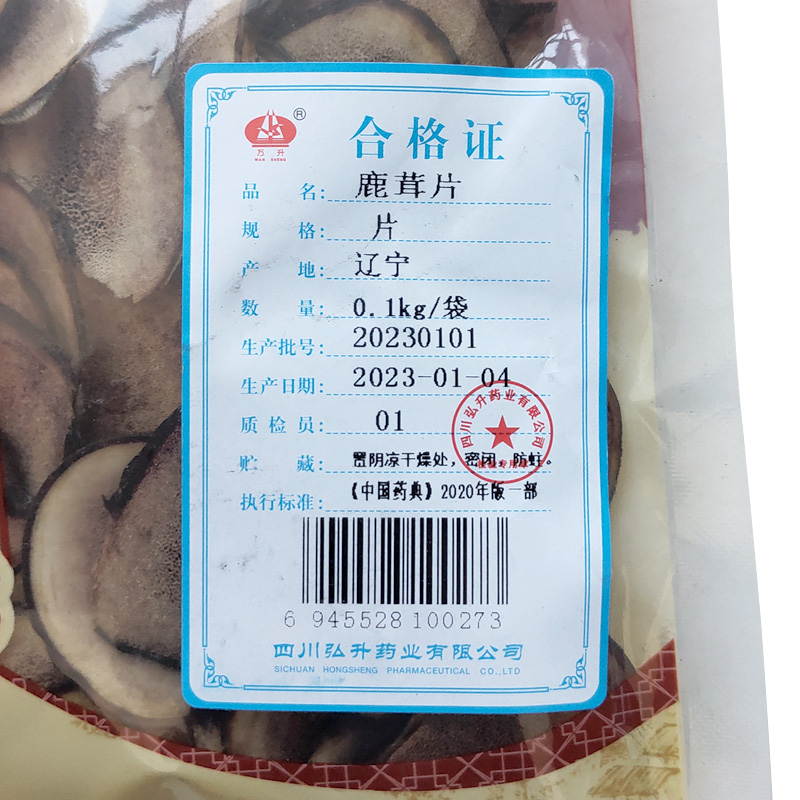 ®
万升
WAN SHENG
合格证
品名: 鹿茸片
规格: 片
产地: 辽宁
数量: 0.1kg/袋
生产批号: 20230101
生产日期: 2023-01-04
质检员: 01
四川弘升药业有限公司
贮藏: 置阴凉干燥处,密闭,防蛀。
执行标准: 《中国药典》2020年版一部
6 945528 100273
四川弘升药业有限公司
SICHUAN HONGSHENG PHARMACEUTICAL CO.,LTD